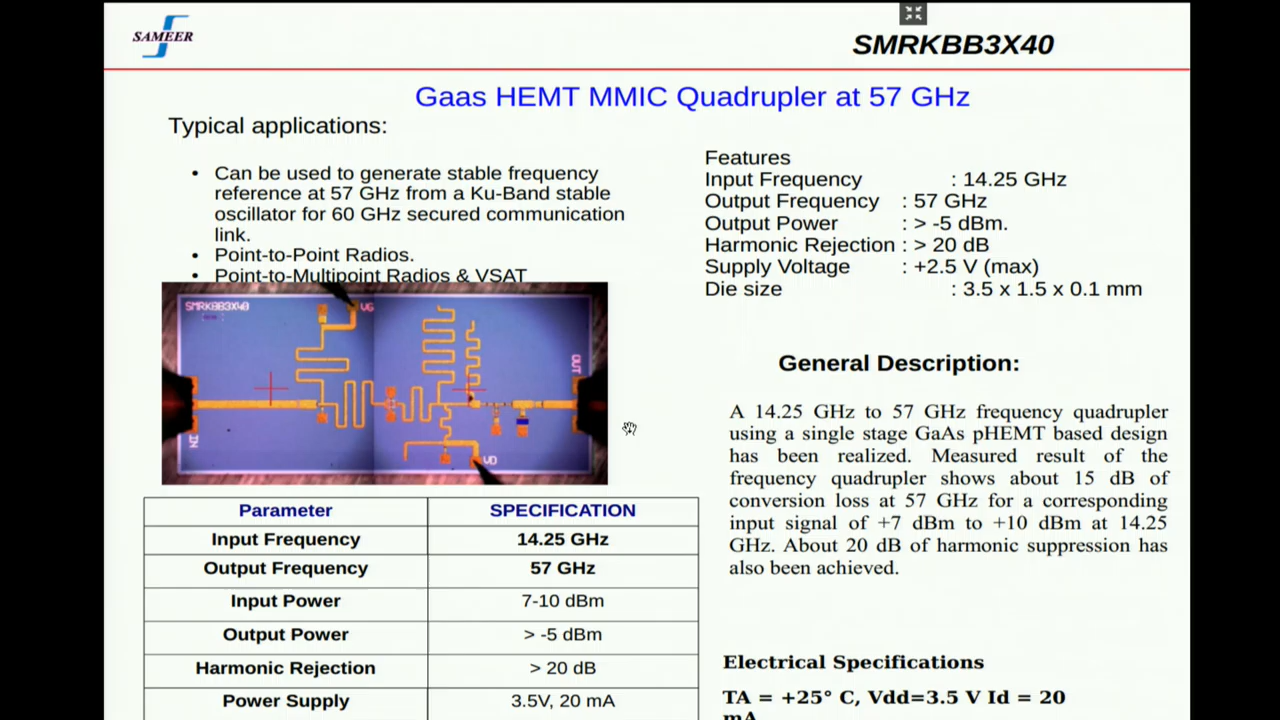 SAMEER
SMRKBB3X40
Gaas HEMT MMIC Quadrupler at 57 GHz
Typical applications:
• Can be used to generate stable frequency
reference at 57 GHz from a Ku-Band stable
oscillator for 60 GHz secured communication
link.
• Point-to-Point Radios.
• Point-to-Multipoint Radios & VSAT
Features
Input Frequency : 14.25 GHz
Output Frequency : 57 GHz
Output Power : > -5 dBm.
Harmonic Rejection : > 20 dB
Supply Voltage : +2.5 V (max)
Die size : 3.5 x 1.5 x 0.1 mm
SMRKBB3X40
VG
OUT
IN
VD
General Description:
A 14.25 GHz to 57 GHz frequency quadrupler
using a single stage GaAs pHEMT based design
has been realized. Measured result of the
frequency quadrupler shows about 15 dB of
conversion loss at 57 GHz for a corresponding
input signal of +7 dBm to +10 dBm at 14.25
GHz. About 20 dB of harmonic suppression has
also been achieved.
Parameter SPECIFICATION
Input Frequency 14.25 GHz
Output Frequency 57 GHz
Input Power 7-10 dBm
Output Power > -5 dBm
Harmonic Rejection > 20 dB
Power Supply 3.5V, 20 mA
Electrical Specifications
TA = +25° C, Vdd=3.5 V Id = 20
mA